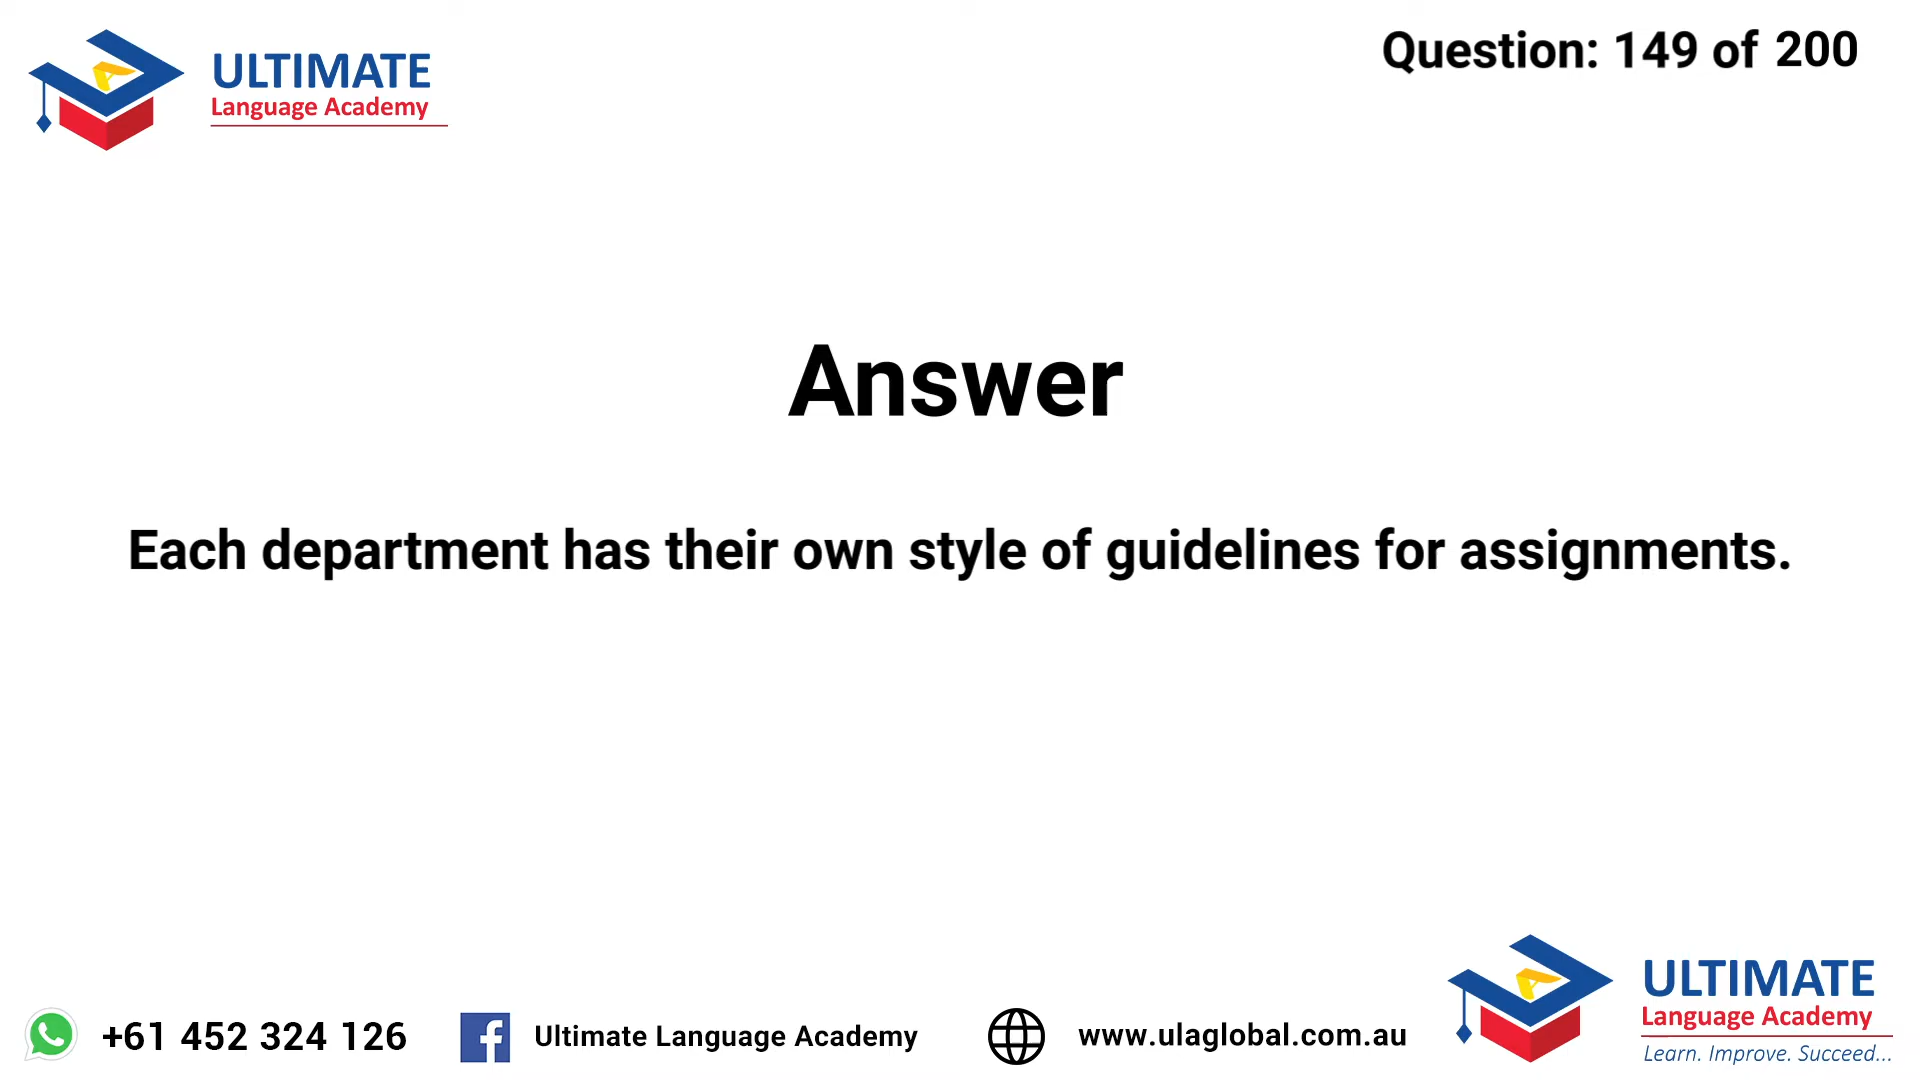 ULTIMATE
Language Academy
Question: 149 of 200
Answer
Each department has their own style of guidelines for assignments.
+61 452 324 126
Ultimate Language Academy
www.ulaglobal.com.au
ULTIMATE
Language Academy
Learn. Improve. Succeed...